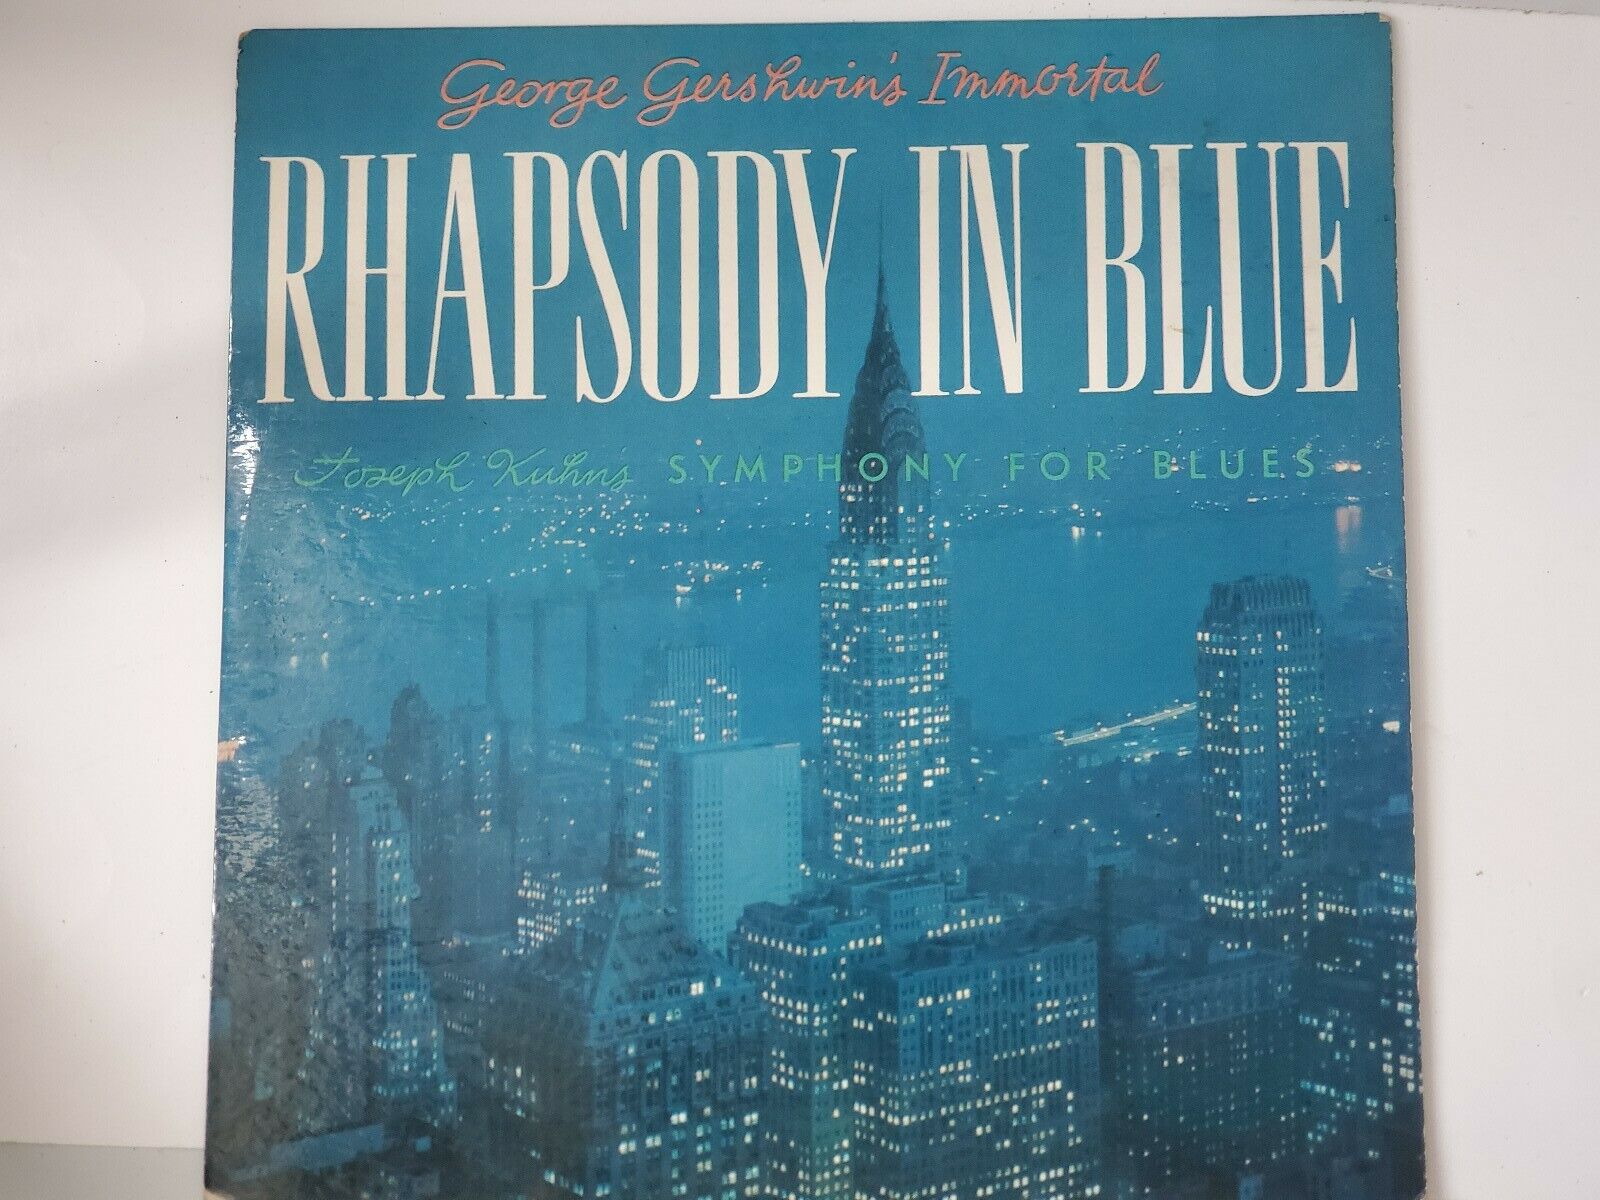 George Gershwin's Immortal
RHAPSODY IN BLUE
Joseph Kuhn's SYMPHONY FOR BLUES